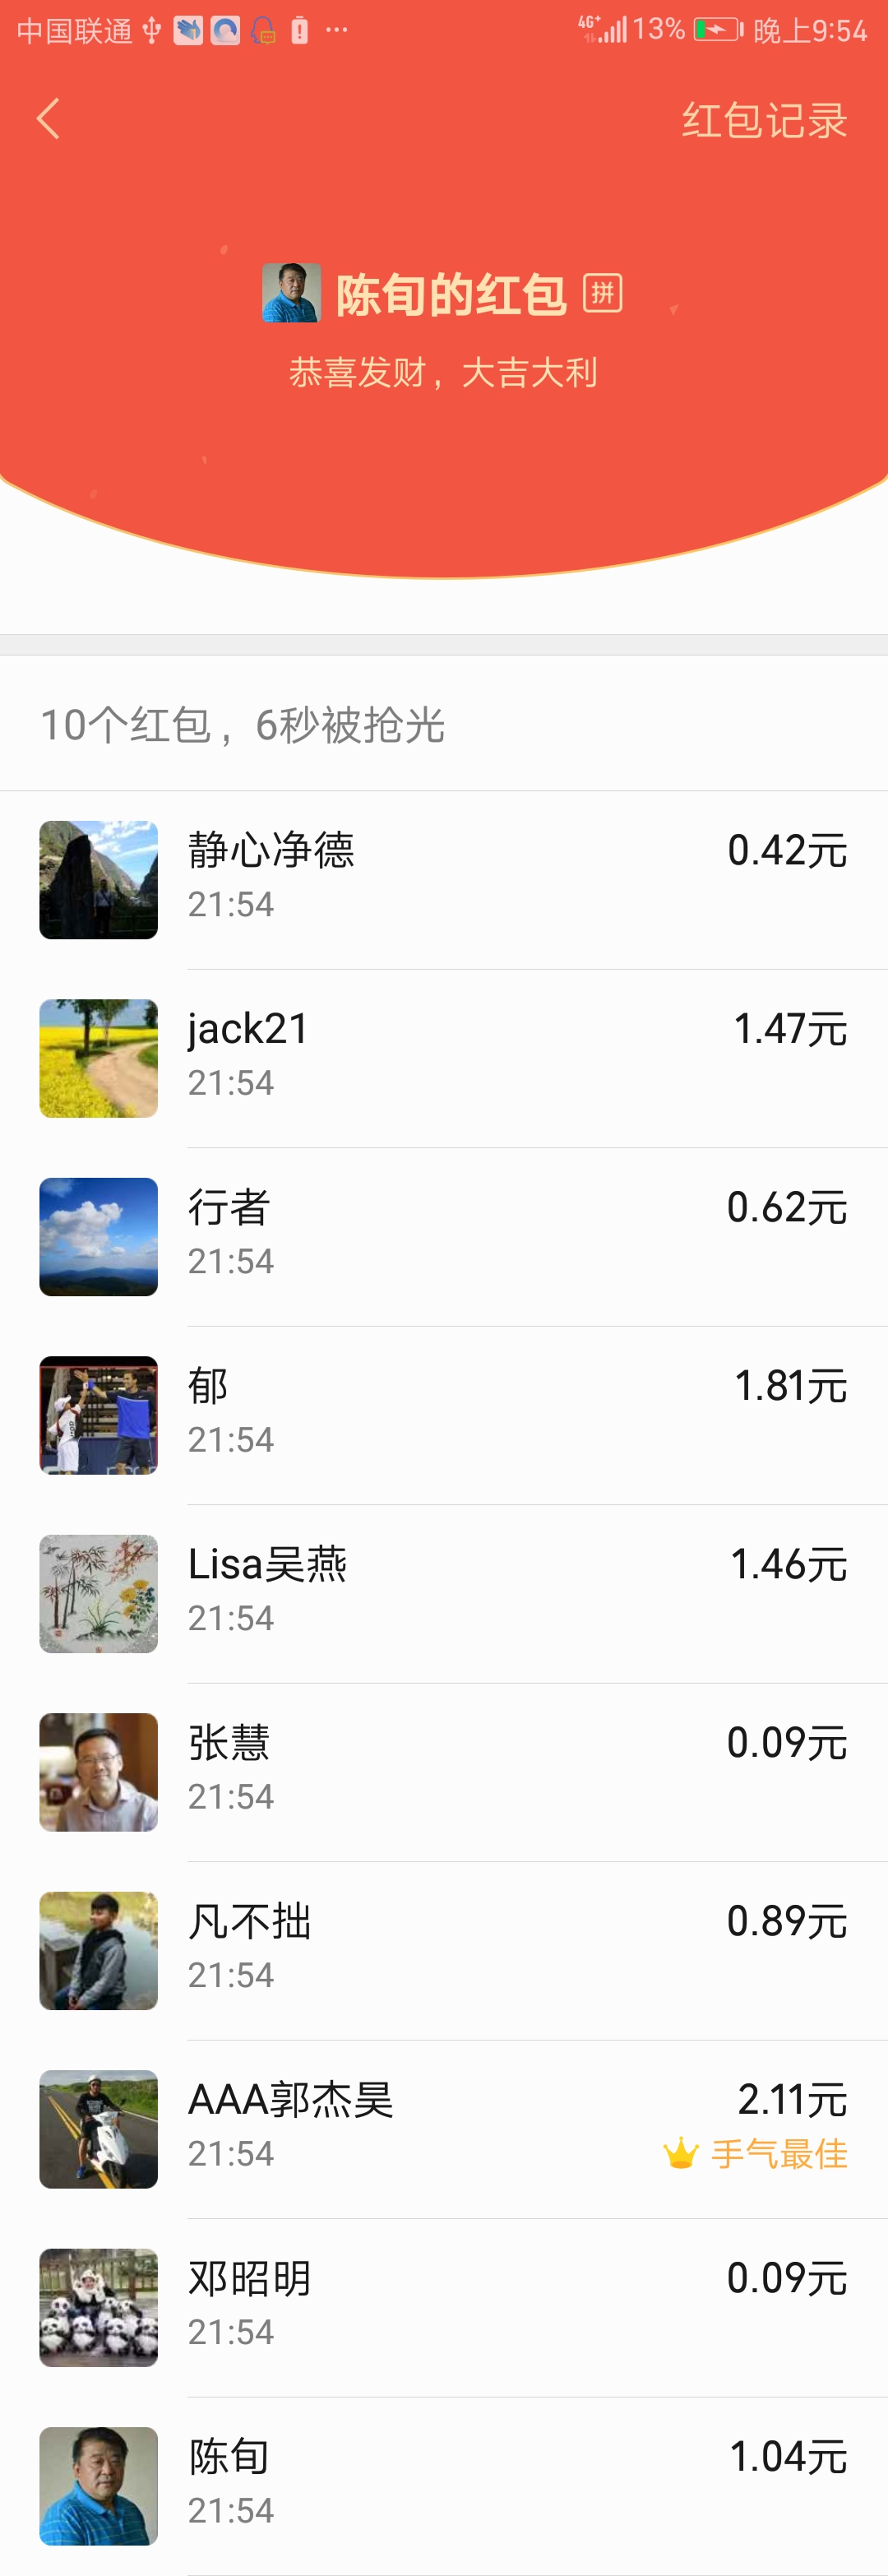 中国联通 ... 4G+ 13% 晚上9:54
红包记录
陈旬的红包 拼
恭喜发财，大吉大利
10个红包，6秒被抢光
静心净德 0.42元
21:54
jack21 1.47元
21:54
行者 0.62元
21:54
郁 1.81元
21:54
Lisa吴燕 1.46元
21:54
张慧 0.09元
21:54
凡不拙 0.89元
21:54
AAA郭杰昊 2.11元
21:54 手气最佳
邓昭明 0.09元
21:54
陈旬 1.04元
21:54